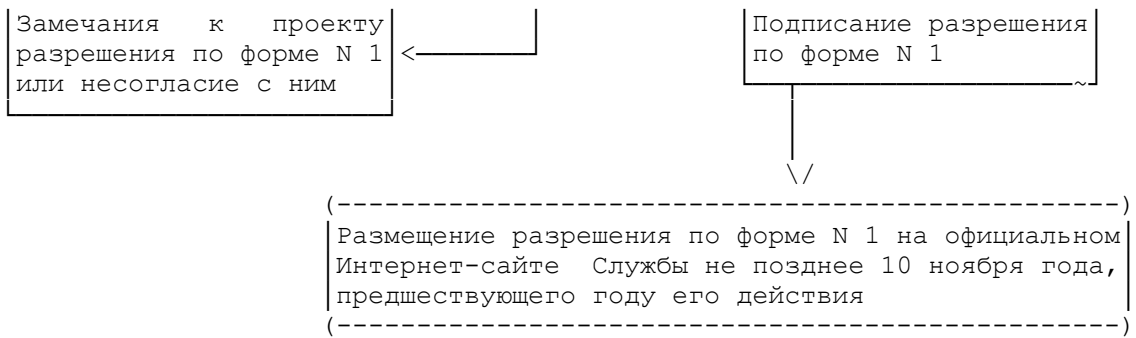 Замечания к проекту
разрешения по форме N 1
или несогласие с ним
Подписание разрешения
по форме N 1
Размещение разрешения по форме N 1 на официальном
Интернет-сайте Службы не позднее 10 ноября года,
предшествующего году его действия